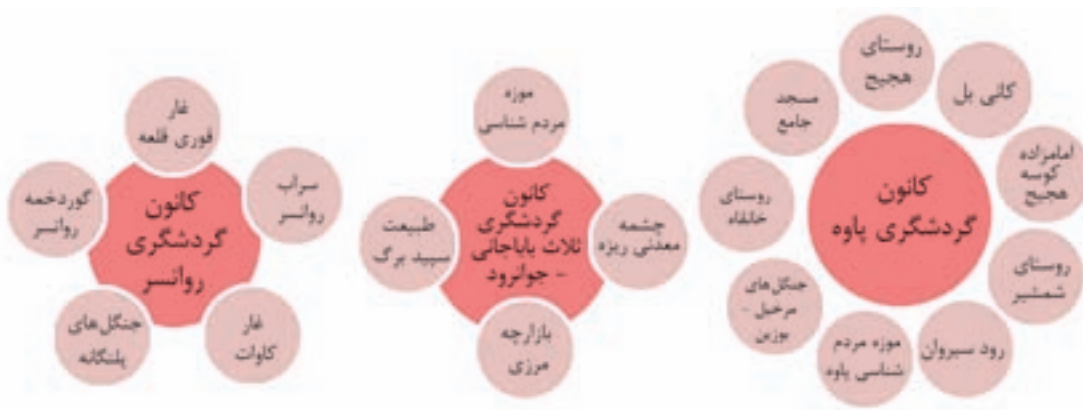 کانون
گردشگری پاوه
روستای
هجیج
کانی بل
امامزاده
کوسه
هجیج
روستای
شمشیر
رود سیروان
موزه مردم
شناسی پاوه
جنگل‌های
مرخیل -
بوزین
روستای
خانقاه
مسجد
جامع
کانون
گردشگری
ثلاث باباجانی
- جوانرود
موزه
مردم شناسی
چشمه
معدنی ریزه
بازارچه
مرزی
طبیعت
سپید برگ
کانون
گردشگری
روانسر
غار
قوری قلعه
سراب
روانسر
غار
کاوات
جنگل‌های
پلنگانه
گوردخمه
روانسر